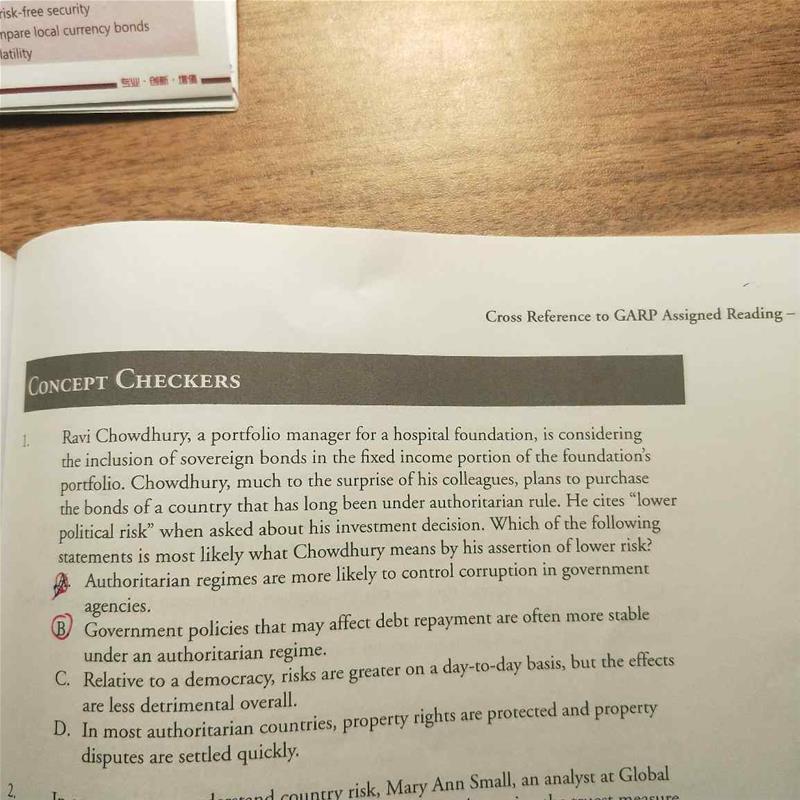 risk-free security
mpare local currency bonds
latility
专业 · 创新 · 增值
Cross Reference to GARP Assigned Reading –
CONCEPT CHECKERS
1. Ravi Chowdhury, a portfolio manager for a hospital foundation, is considering
the inclusion of sovereign bonds in the fixed income portion of the foundation's
portfolio. Chowdhury, much to the surprise of his colleagues, plans to purchase
the bonds of a country that has long been under authoritarian rule. He cites "lower
political risk" when asked about his investment decision. Which of the following
statements is most likely what Chowdhury means by his assertion of lower risk?
A. Authoritarian regimes are more likely to control corruption in government
agencies.
B. Government policies that may affect debt repayment are often more stable
under an authoritarian regime.
C. Relative to a democracy, risks are greater on a day-to-day basis, but the effects
are less detrimental overall.
D. In most authoritarian countries, property rights are protected and property
disputes are settled quickly.
2. country risk, Mary Ann Small, an analyst at Global